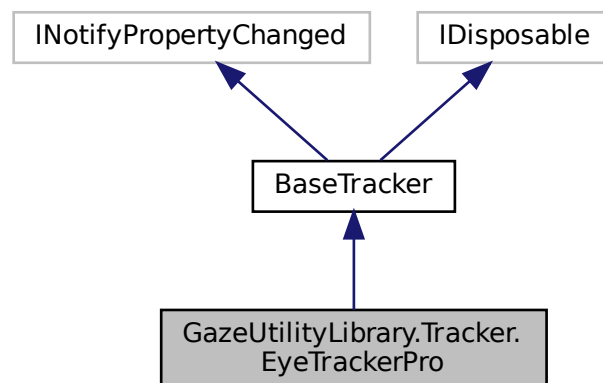 INotifyPropertyChanged
IDisposable
BaseTracker
GazeUtilityLibrary.Tracker.
EyeTrackerPro